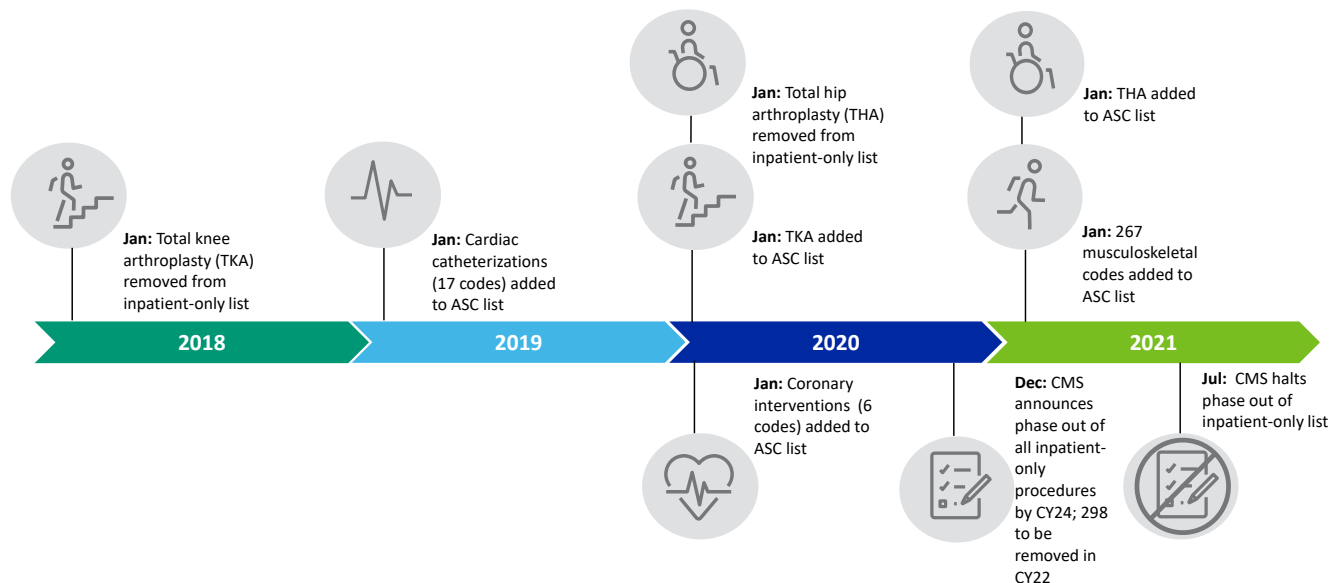 Jan: Total knee
arthroplasty (TKA)
removed from
inpatient-only list
Jan: Cardiac
catheterizations
(17 codes) added
to ASC list
Jan: Total hip
arthroplasty (THA)
removed from
inpatient-only list
Jan: TKA added
to ASC list
Jan: THA added
to ASC list
Jan: 267
musculoskeletal
codes added to
ASC list
2018
2019
2020
2021
Jan: Coronary
interventions (6
codes) added to
ASC list
Dec: CMS
announces
phase out of
all inpatient-
only
procedures
by CY24; 298
to be
removed in
CY22
Jul: CMS halts
phase out of
inpatient-only list